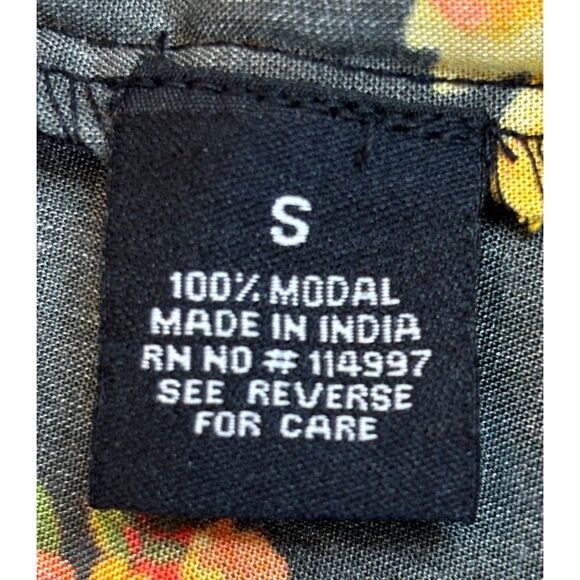 S
100% MODAL
MADE IN INDIA
RN NO # 114997
SEE REVERSE
FOR CARE